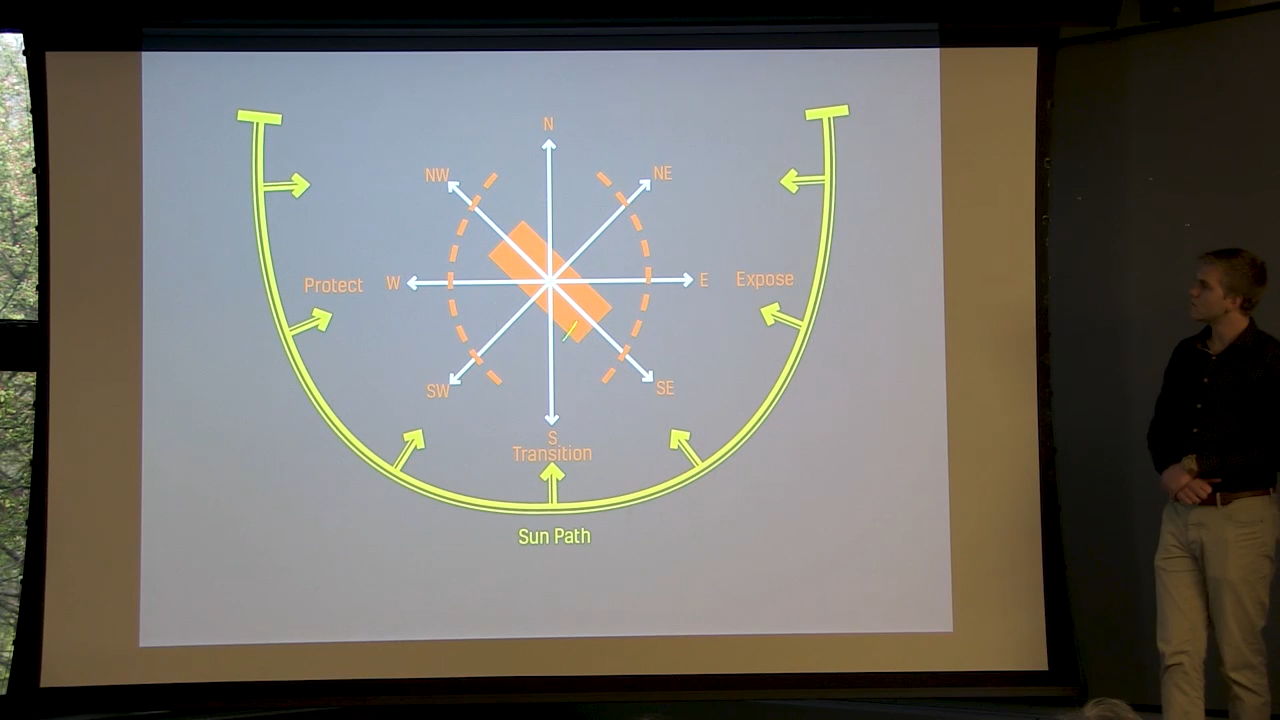 N
NW
NE
Protect
W
E
Expose
SW
SE
S
Transition
Sun Path